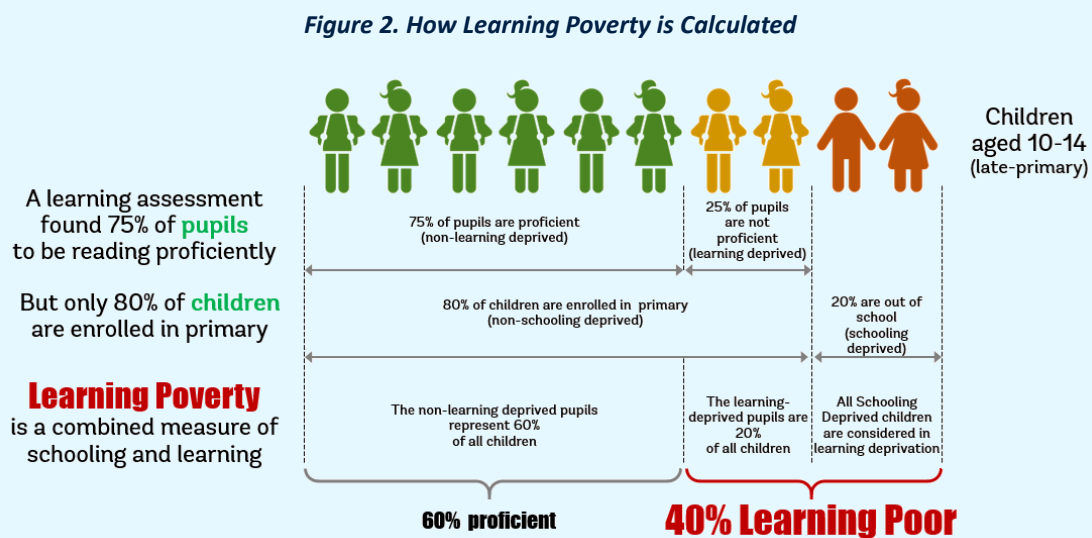 Figure 2. How Learning Poverty is Calculated
Children
aged 10-14
(late-primary)
A learning assessment
found 75% of pupils
to be reading proficiently
75% of pupils are proficient
(non-learning deprived)
25% of pupils
are not
proficient
(learning deprived)
But only 80% of children
are enrolled in primary
80% of children are enrolled in primary
(non-schooling deprived)
20% are out of
school
(schooling
deprived)
Learning Poverty
is a combined measure of
schooling and learning
The non-learning deprived pupils
represent 60%
of all children
The learning-
deprived pupils are
20%
of all children
All Schooling
Deprived children
are considered in
learning deprivation
60% proficient
40% Learning Poor